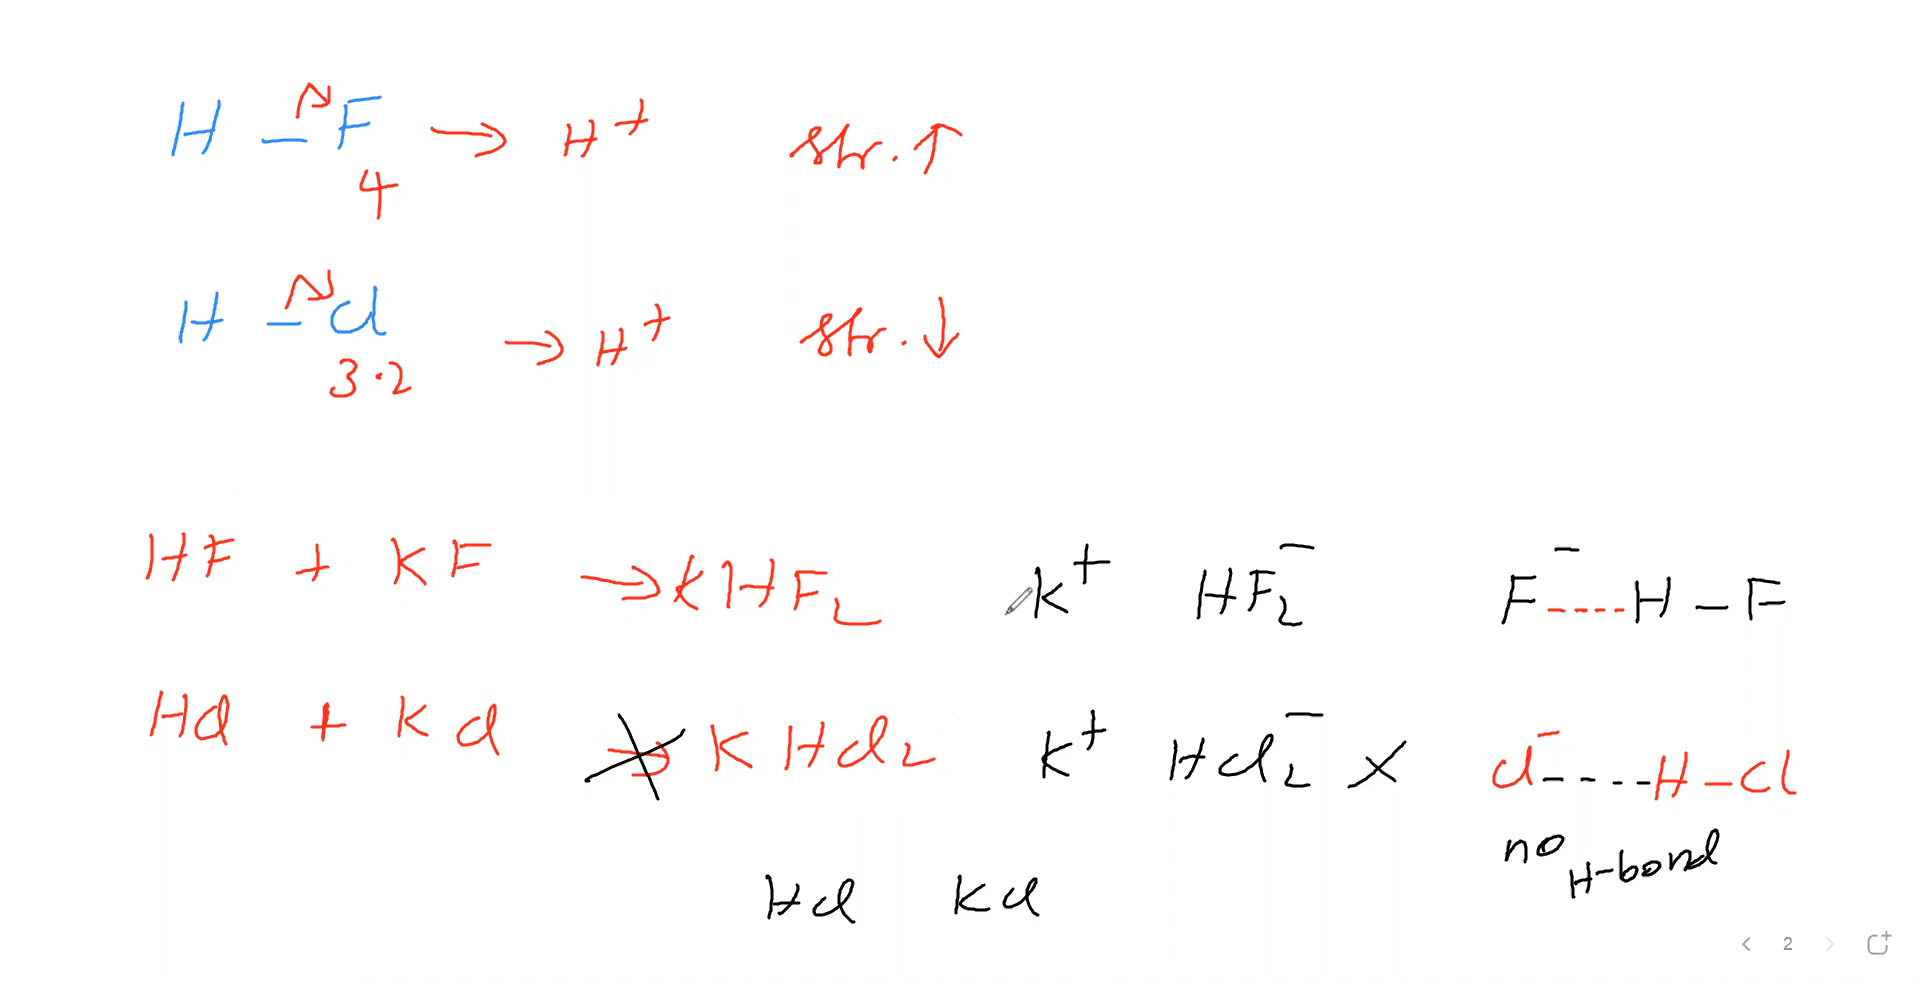 H – F → H⁺ str. ↑
4
H – Cl → H⁺ str. ↓
3.2
HF + KF → KHF₂ K⁺ HF₂⁻ F⁻----H–F
HCl + KCl → KHCl₂ K⁺ HCl₂⁻ × Cl⁻----H–Cl
no H-bond
HCl KCl
2